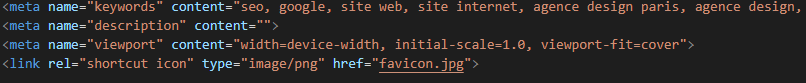 <meta name="keywords" content="seo, google, site web, site internet, agence design paris, agence design,
<meta name="description" content="">
<meta name="viewport" content="width=device-width, initial-scale=1.0, viewport-fit=cover">
<link rel="shortcut icon" type="image/png" href="favicon.jpg">